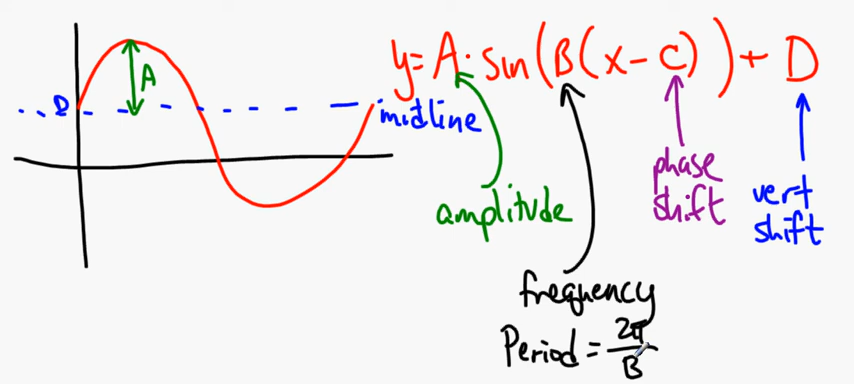 y=A·sin(B(x-C))+D
A
D
midline
amplitude
phase
shift
vert
shift
frequency
Period = 2π/B